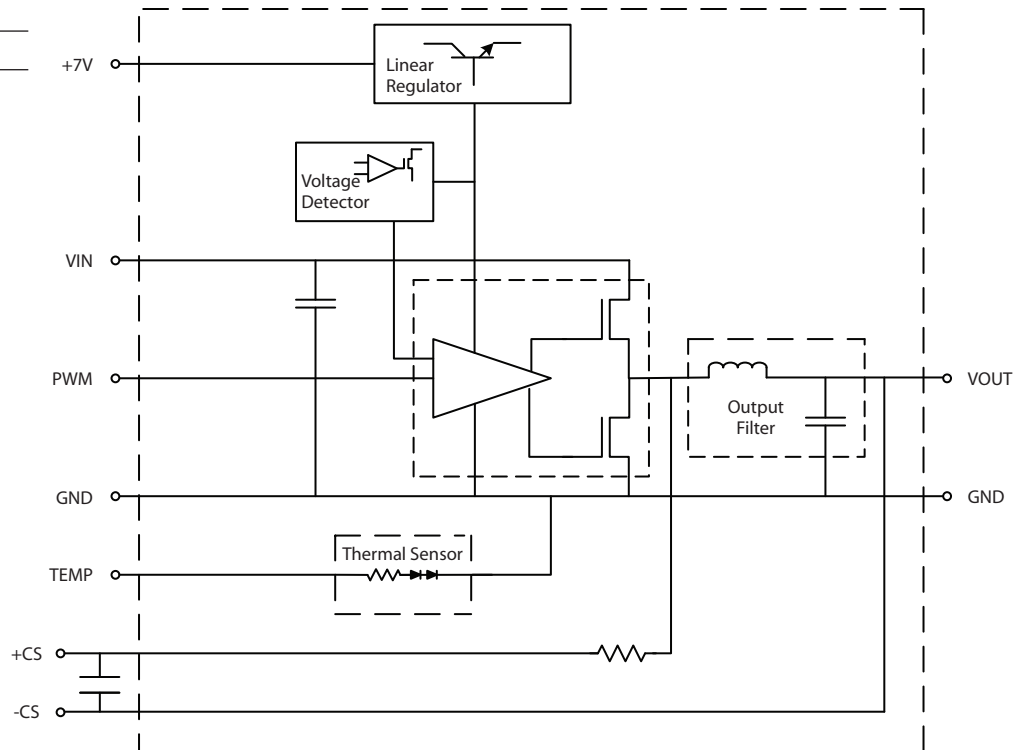 +7V
Linear
Regulator
Voltage
Detector
VIN
PWM
VOUT
Output
Filter
GND
GND
Thermal Sensor
TEMP
+CS
-CS